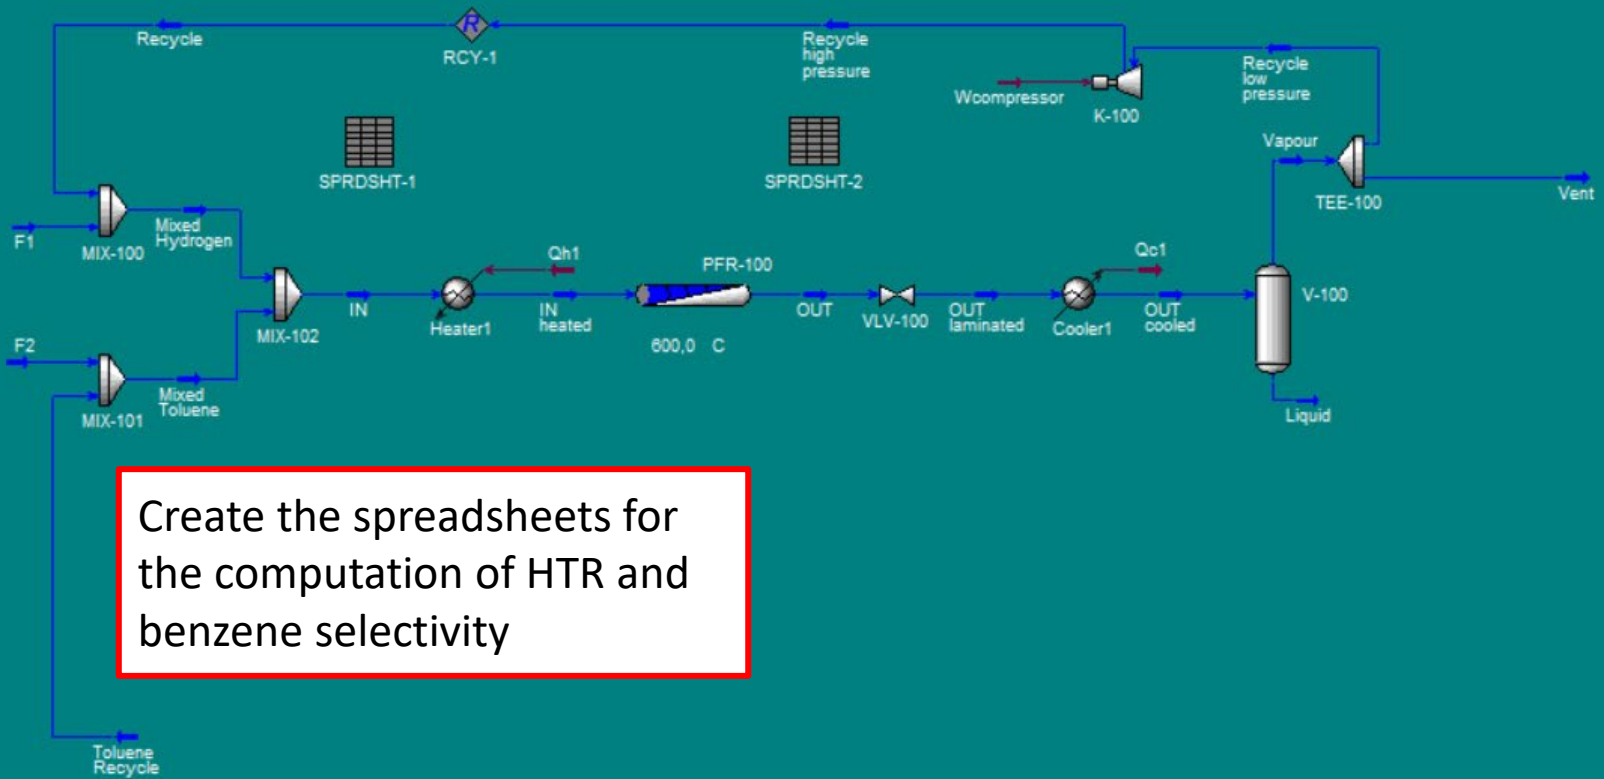 Recycle
R
RCY-1
Recycle
high
pressure
Wcompressor
K-100
Recycle
low
pressure
SPRDSHT-1
SPRDSHT-2
Vapour
TEE-100
Vent
F1
MIX-100
Mixed
Hydrogen
F2
MIX-101
Mixed
Toluene
MIX-102
IN
Qh1
Heater1
IN
heated
PFR-100
600,0 C
OUT
VLV-100
OUT
laminated
Qc1
Cooler1
OUT
cooled
V-100
Liquid
Create the spreadsheets for
the computation of HTR and
benzene selectivity
Toluene
Recycle